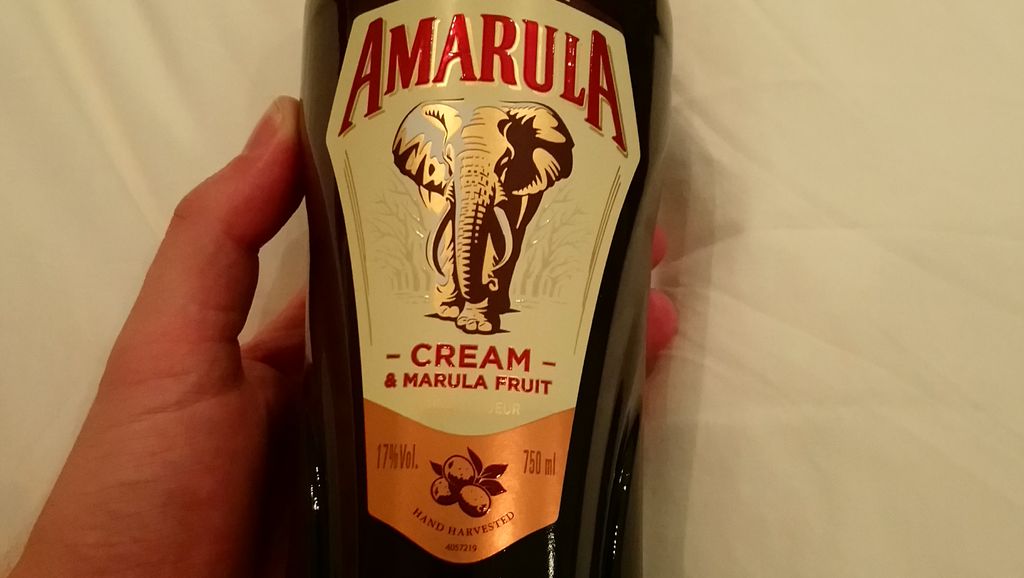 AMARULA
– CREAM –
& MARULA FRUIT
17%Vol.
750 ml
HAND HARVESTED
4057219